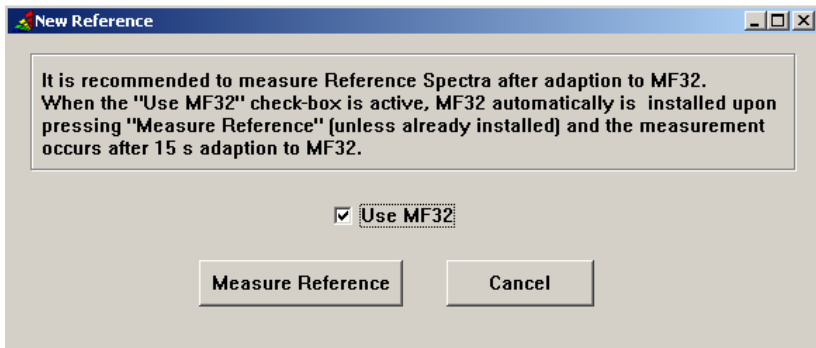 New Reference
It is recommended to measure Reference Spectra after adaption to MF32.
When the "Use MF32" check-box is active, MF32 automatically is  installed upon
pressing "Measure Reference" (unless already installed) and the measurement
occurs after 15 s adaption to MF32.
Use MF32
Measure Reference
Cancel